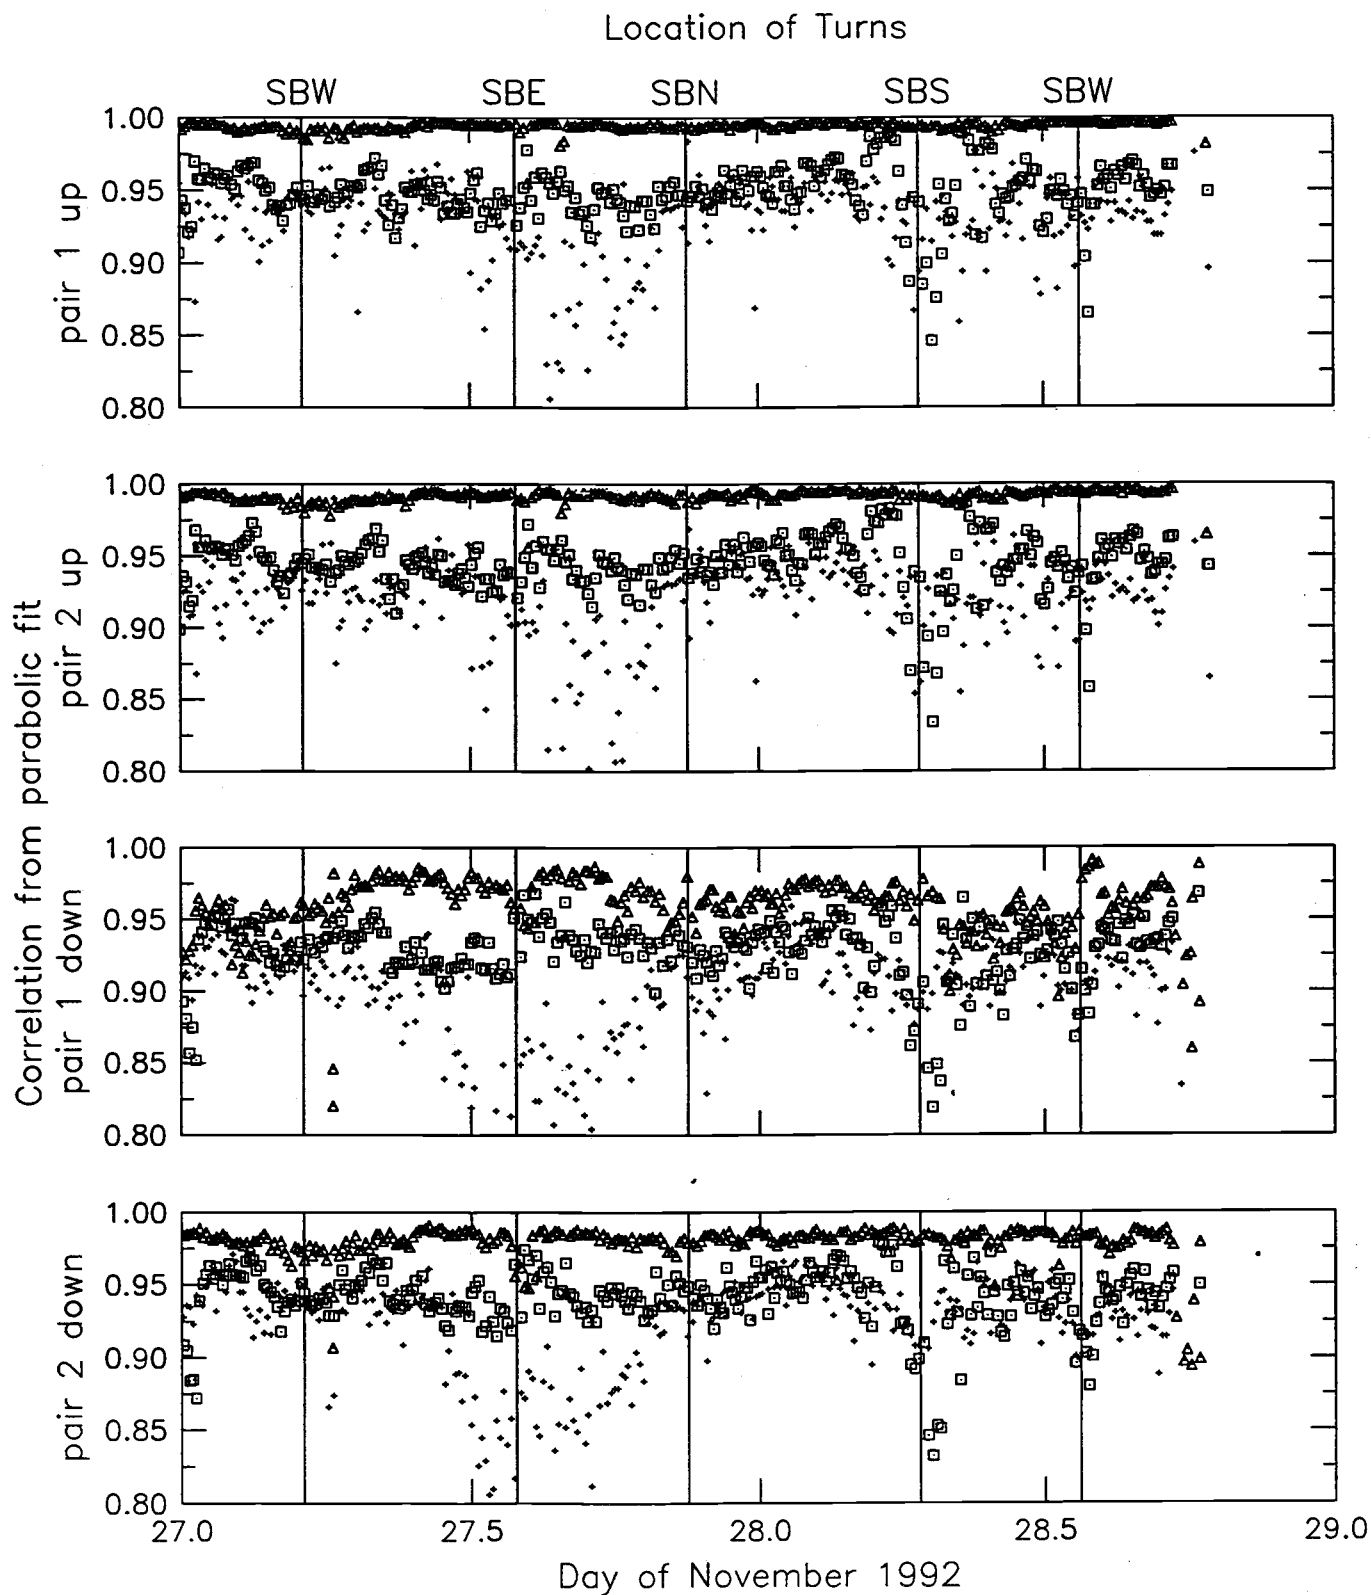 Location of Turns
SBW SBE SBN SBS SBW
1.00
0.95
0.90
0.85
0.80
pair 1 up
1.00
0.95
0.90
0.85
0.80
pair 2 up
Correlation from parabolic fit
1.00
0.95
0.90
0.85
0.80
pair 1 down
1.00
0.95
0.90
0.85
0.80
pair 2 down
27.0 27.5 28.0 28.5 29.0
Day of November 1992